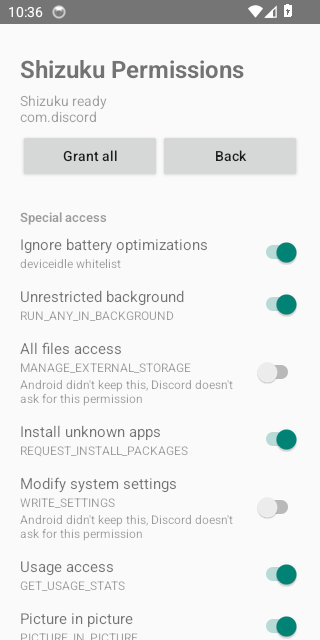 10:36
Shizuku Permissions
Shizuku ready
com.discord
Grant all
Back
Special access
Ignore battery optimizations
deviceidle whitelist
Unrestricted background
RUN_ANY_IN_BACKGROUND
All files access
MANAGE_EXTERNAL_STORAGE
Android didn't keep this, Discord doesn't
ask for this permission
Install unknown apps
REQUEST_INSTALL_PACKAGES
Modify system settings
WRITE_SETTINGS
Android didn't keep this, Discord doesn't
ask for this permission
Usage access
GET_USAGE_STATS
Picture in picture
PICTURE_IN_PICTURE